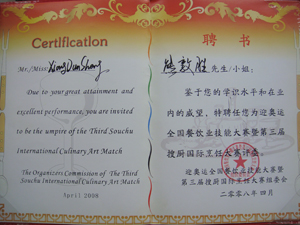 Certification
Mr./Miss:
Due to your great attainment and
excellent performance, you are invited
to be the umpire of the Third Souchu
International Culinary Art Match
The Organizers Commission of The Third
Souchu International Culinary Art Match
April 2008
聘 书
熊敦胜 先生/小姐:
鉴于您的学识水平和在业
内的威望,特聘任您为迎奥运
全国餐饮业技能大赛暨第三届
搜厨国际烹饪大赛评委。
迎奥运全国餐饮业技能大赛暨
第三届搜厨国际烹饪大赛组委会
二零零八年四月